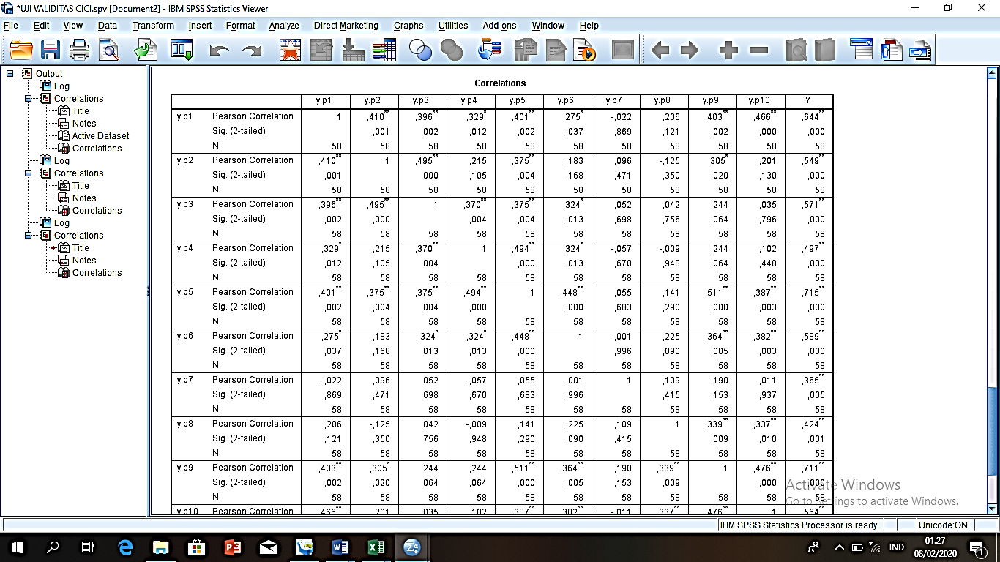 *UJI VALIDITAS CICI.spv [Document2] - IBM SPSS Statistics Viewer
File Edit View Data Transform Insert Format Analyze Direct Marketing Graphs Utilities Add-ons Window Help
Output
Log
Correlations
Title
Notes
Active Dataset
Correlations
Log
Correlations
Title
Notes
Correlations
Log
Correlations
Title
Notes
Correlations
Correlations
y.p1 y.p2 y.p3 y.p4 y.p5 y.p6 y.p7 y.p8 y.p9 y.p10 Y
y.p1 Pearson Correlation 1 ,410** ,396** ,329* ,401** ,275* -,022 ,206 ,403** ,466** ,644**
Sig. (2-tailed) ,001 ,002 ,012 ,002 ,037 ,869 ,121 ,002 ,000 ,000
N 58 58 58 58 58 58 58 58 58 58 58
y.p2 Pearson Correlation ,410** 1 ,495** ,215 ,375** ,183 ,096 -,125 ,305* ,201 ,549**
Sig. (2-tailed) ,001 ,000 ,105 ,004 ,168 ,471 ,350 ,020 ,130 ,000
N 58 58 58 58 58 58 58 58 58 58 58
y.p3 Pearson Correlation ,396** ,495** 1 ,370** ,375** ,324* ,052 ,042 ,244 ,035 ,571**
Sig. (2-tailed) ,002 ,000 ,004 ,004 ,013 ,698 ,756 ,064 ,796 ,000
N 58 58 58 58 58 58 58 58 58 58 58
y.p4 Pearson Correlation ,329* ,215 ,370** 1 ,494** ,324* -,057 -,009 ,244 ,102 ,497**
Sig. (2-tailed) ,012 ,105 ,004 ,000 ,013 ,670 ,948 ,064 ,448 ,000
N 58 58 58 58 58 58 58 58 58 58 58
y.p5 Pearson Correlation ,401** ,375** ,375** ,494** 1 ,448** ,055 ,141 ,511** ,387** ,715**
Sig. (2-tailed) ,002 ,004 ,004 ,000 ,000 ,683 ,290 ,000 ,003 ,000
N 58 58 58 58 58 58 58 58 58 58 58
y.p6 Pearson Correlation ,275* ,183 ,324* ,324* ,448** 1 -,001 ,225 ,364** ,382** ,589**
Sig. (2-tailed) ,037 ,168 ,013 ,013 ,000 ,996 ,090 ,005 ,003 ,000
N 58 58 58 58 58 58 58 58 58 58 58
y.p7 Pearson Correlation -,022 ,096 ,052 -,057 ,055 -,001 1 ,109 ,190 -,011 ,365**
Sig. (2-tailed) ,869 ,471 ,698 ,670 ,683 ,996 ,415 ,153 ,937 ,005
N 58 58 58 58 58 58 58 58 58 58 58
y.p8 Pearson Correlation ,206 -,125 ,042 -,009 ,141 ,225 ,109 1 ,339** ,337** ,424**
Sig. (2-tailed) ,121 ,350 ,756 ,948 ,290 ,090 ,415 ,009 ,010 ,001
N 58 58 58 58 58 58 58 58 58 58 58
y.p9 Pearson Correlation ,403** ,305* ,244 ,244 ,511** ,364** ,190 ,339** 1 ,476** ,711**
Sig. (2-tailed) ,002 ,020 ,064 ,064 ,000 ,005 ,153 ,009 ,000 ,000
N 58 58 58 58 58 58 58 58 58 58 58
y.p10 Pearson Correlation ,466** ,201 ,035 ,102 ,387** ,382** -,011 ,337** ,476** 1 ,564**
Activate Windows
Go to Settings to activate Windows.
IBM SPSS Statistics Processor is ready Unicode:ON
IND
01.27
08/02/2020
1